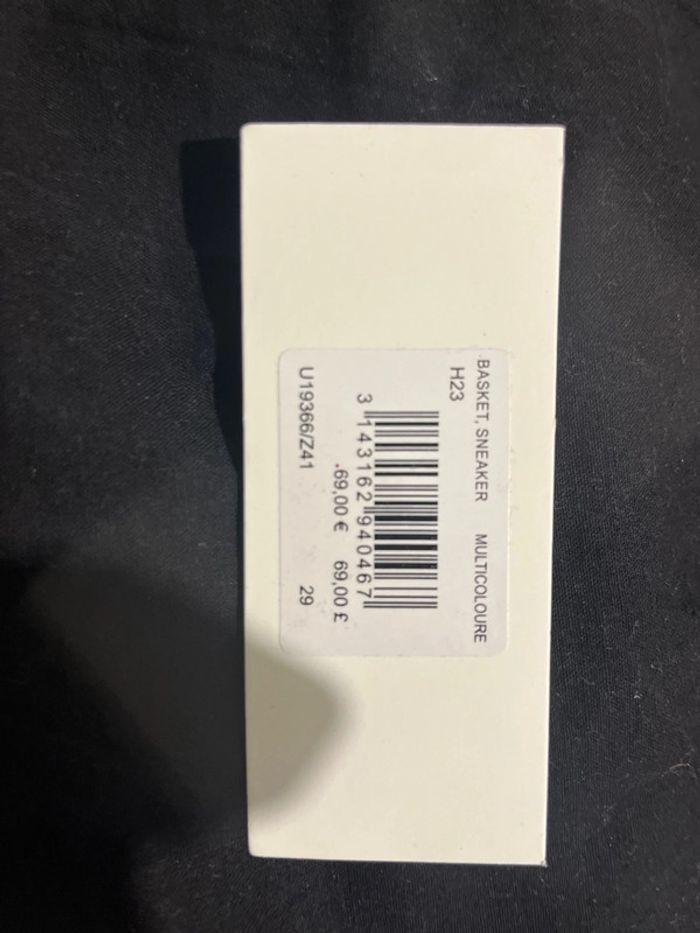 BASKET, SNEAKER MULTICOLOURE
H23
3 143162 940467
69,00 € 69,00 £
U19366/Z41 29